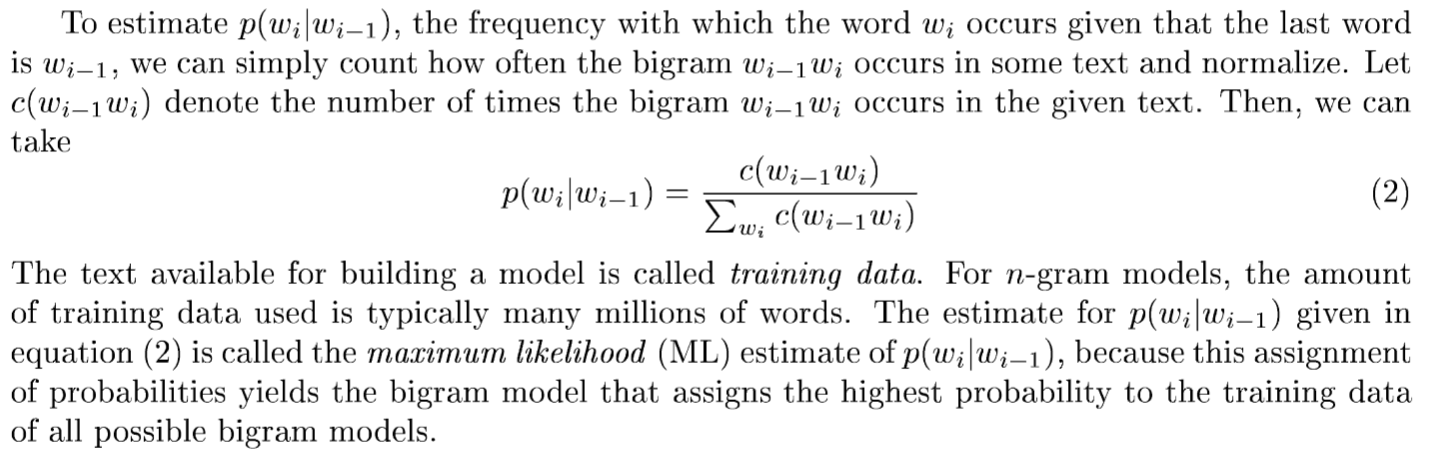 To estimate p(w_i|w_{i−1}), the frequency with which the word w_i occurs given that the last word
is w_{i−1}, we can simply count how often the bigram w_{i−1}w_i occurs in some text and normalize. Let
c(w_{i−1}w_i) denote the number of times the bigram w_{i−1}w_i occurs in the given text. Then, we can
take
p(w_i|w_{i−1}) = \frac{c(w_{i−1}w_i)}{\sum_{w_i} c(w_{i−1}w_i)} (2)
The text available for building a model is called training data. For n-gram models, the amount
of training data used is typically many millions of words. The estimate for p(w_i|w_{i−1}) given in
equation (2) is called the maximum likelihood (ML) estimate of p(w_i|w_{i−1}), because this assignment
of probabilities yields the bigram model that assigns the highest probability to the training data
of all possible bigram models.